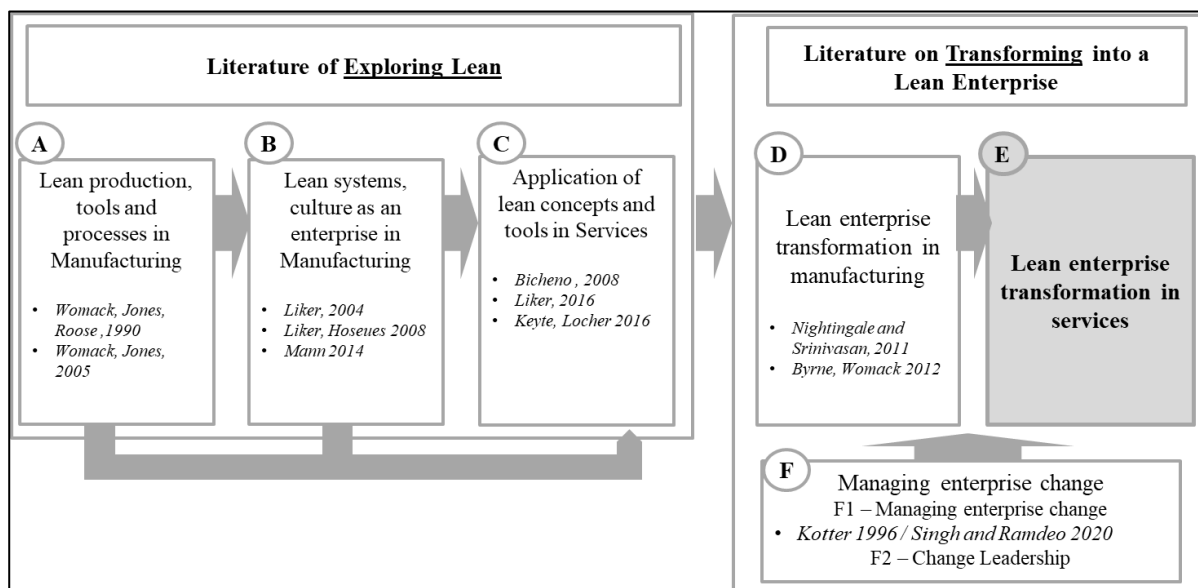 Literature of Exploring Lean
Literature on Transforming into a
Lean Enterprise
A
Lean production,
tools and
processes in
Manufacturing
• Womack, Jones,
Roose ,1990
• Womack, Jones,
2005
B
Lean systems,
culture as an
enterprise in
Manufacturing
• Liker, 2004
• Liker, Hoseues 2008
• Mann 2014
C
Application of
lean concepts and
tools in Services
• Bicheno , 2008
• Liker, 2016
• Keyte, Locher 2016
D
Lean enterprise
transformation in
manufacturing
• Nightingale and
Srinivasan, 2011
• Byrne, Womack 2012
E
Lean enterprise
transformation in
services
F
Managing enterprise change
F1 – Managing enterprise change
• Kotter 1996 / Singh and Ramdeo 2020
F2 – Change Leadership